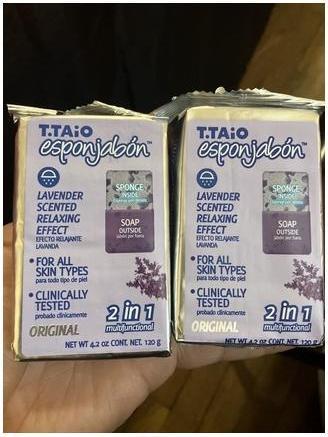 T.TAiO
esponjabón™
LAVENDER
SCENTED
RELAXING
EFFECT
EFECTO RELAJANTE
LAVANDA
SPONGE
INSIDE
SOAP
OUTSIDE
jabón por fuera
• FOR ALL
SKIN TYPES
para todo tipo de piel
• CLINICALLY
TESTED
probado clínicamente
2 in 1
multifunctional
ORIGINAL
NET WT 4.2 OZ CONT. NET. 120 g
T.TAiO
esponjabón™
LAVENDER
SCENTED
RELAXING
EFFECT
EFECTO RELAJANTE
LAVANDA
SPONGE
INSIDE
SOAP
OUTSIDE
jabón por fuera
• FOR ALL
SKIN TYPES
para todo tipo de piel
• CLINICALLY
TESTED
probado clínicamente
2 in 1
multifunctional
ORIGINAL
NET WT 4.2 OZ CONT. NET. 120 g